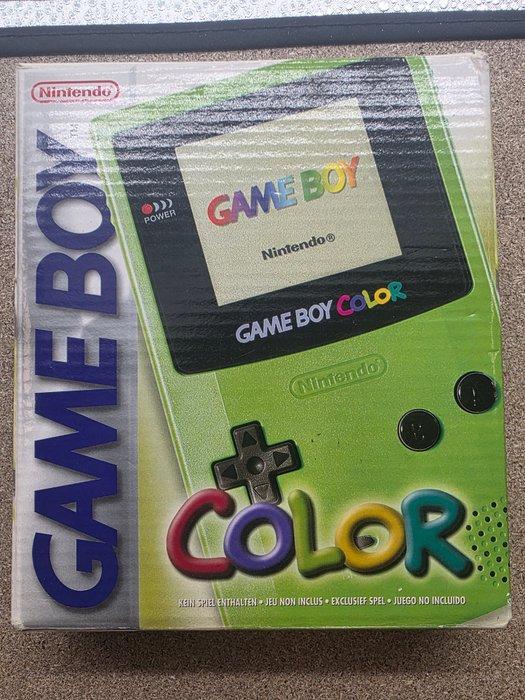 Nintendo®
GAME BOY™
POWER
GAME BOY
Nintendo®
GAME BOY COLOR
Nintendo
COLOR
KEIN SPIEL ENTHALTEN • JEU NON INCLUS • EXCLUSIEF SPEL • JUEGO NO INCLUIDO